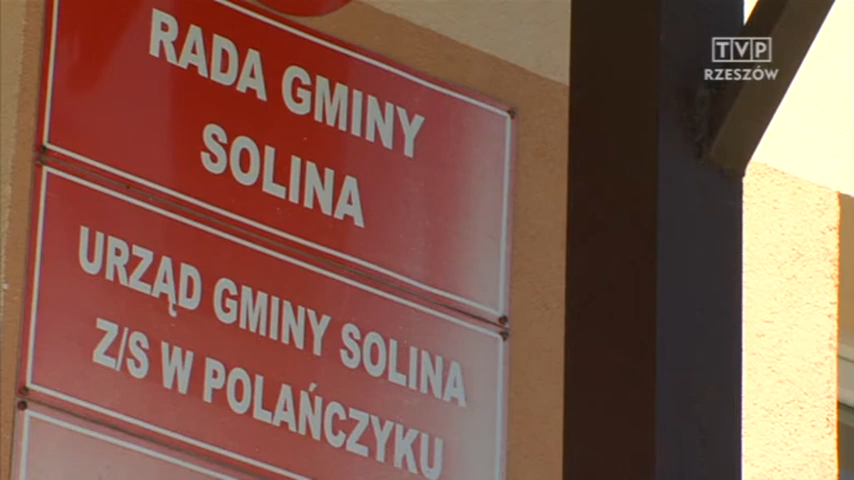 TVP
RZESZÓW
RADA GMINY
SOLINA
URZĄD GMINY SOLINA
Z/S W POLAŃCZYKU